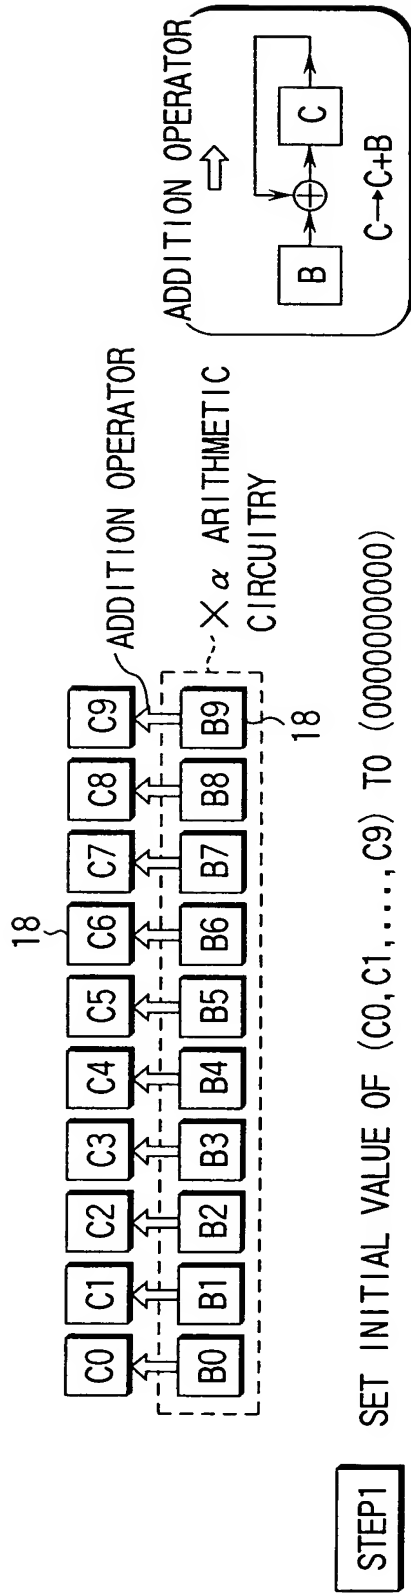 18
C0 C1 C2 C3 C4 C5 C6 C7 C8 C9
ADDITION OPERATOR
B0 B1 B2 B3 B4 B5 B6 B7 B8 B9
× α ARITHMETIC
CIRCUITRY
18
ADDITION OPERATOR
B
C
C→C+B
STEP1
SET INITIAL VALUE OF (C0,C1,...,C9) TO (0000000000)